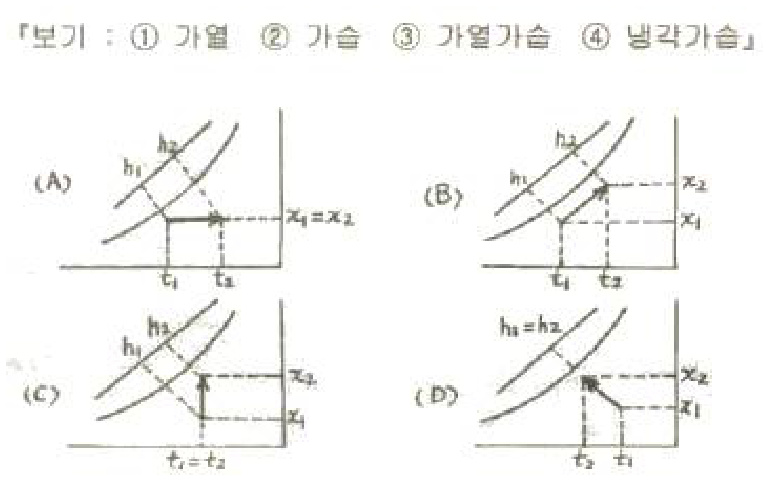 『보기 : ① 가열 ② 가습 ③ 가열가습 ④ 냉각가습』
(A) h₁ h₂ x₁=x₂ t₁ t₂
(B) h₁ h₂ x₂ x₁ t₁ t₂
(C) h₁ h₂ x₂ x₁ t₁=t₂
(D) h₁=h₂ x₂ x₁ t₂ t₁